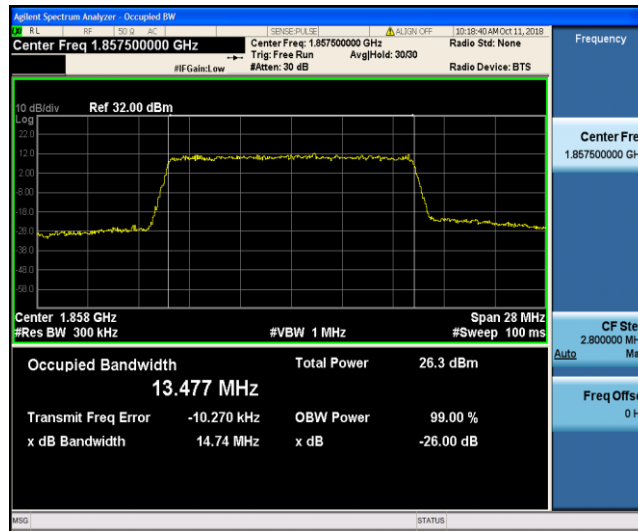 Agilent Spectrum Analyzer - Occupied BW
RL RF 50 Ω AC SENSE:PULSE ALIGN OFF 10:18:40 AM Oct 11, 2018
Center Freq 1.857500000 GHz
Center Freq: 1.857500000 GHz
Radio Std: None
Trig: Free Run Avg|Hold: 30/30
#IFGain:Low #Atten: 30 dB Radio Device: BTS
10 dB/div Ref 32.00 dBm
Log
22.0
12.0
2.00
-8.00
-18.0
-28.0
-38.0
-48.0
-58.0
Center 1.858 GHz Span 28 MHz
#Res BW 300 kHz #VBW 1 MHz #Sweep 100 ms
Occupied Bandwidth Total Power 26.3 dBm
13.477 MHz
Transmit Freq Error -10.270 kHz OBW Power 99.00 %
x dB Bandwidth 14.74 MHz x dB -26.00 dB
MSG STATUS
Frequency
Center Fre
1.857500000 GH
CF Ste
2.800000 MH
Auto Ma
Freq Offse
0 H